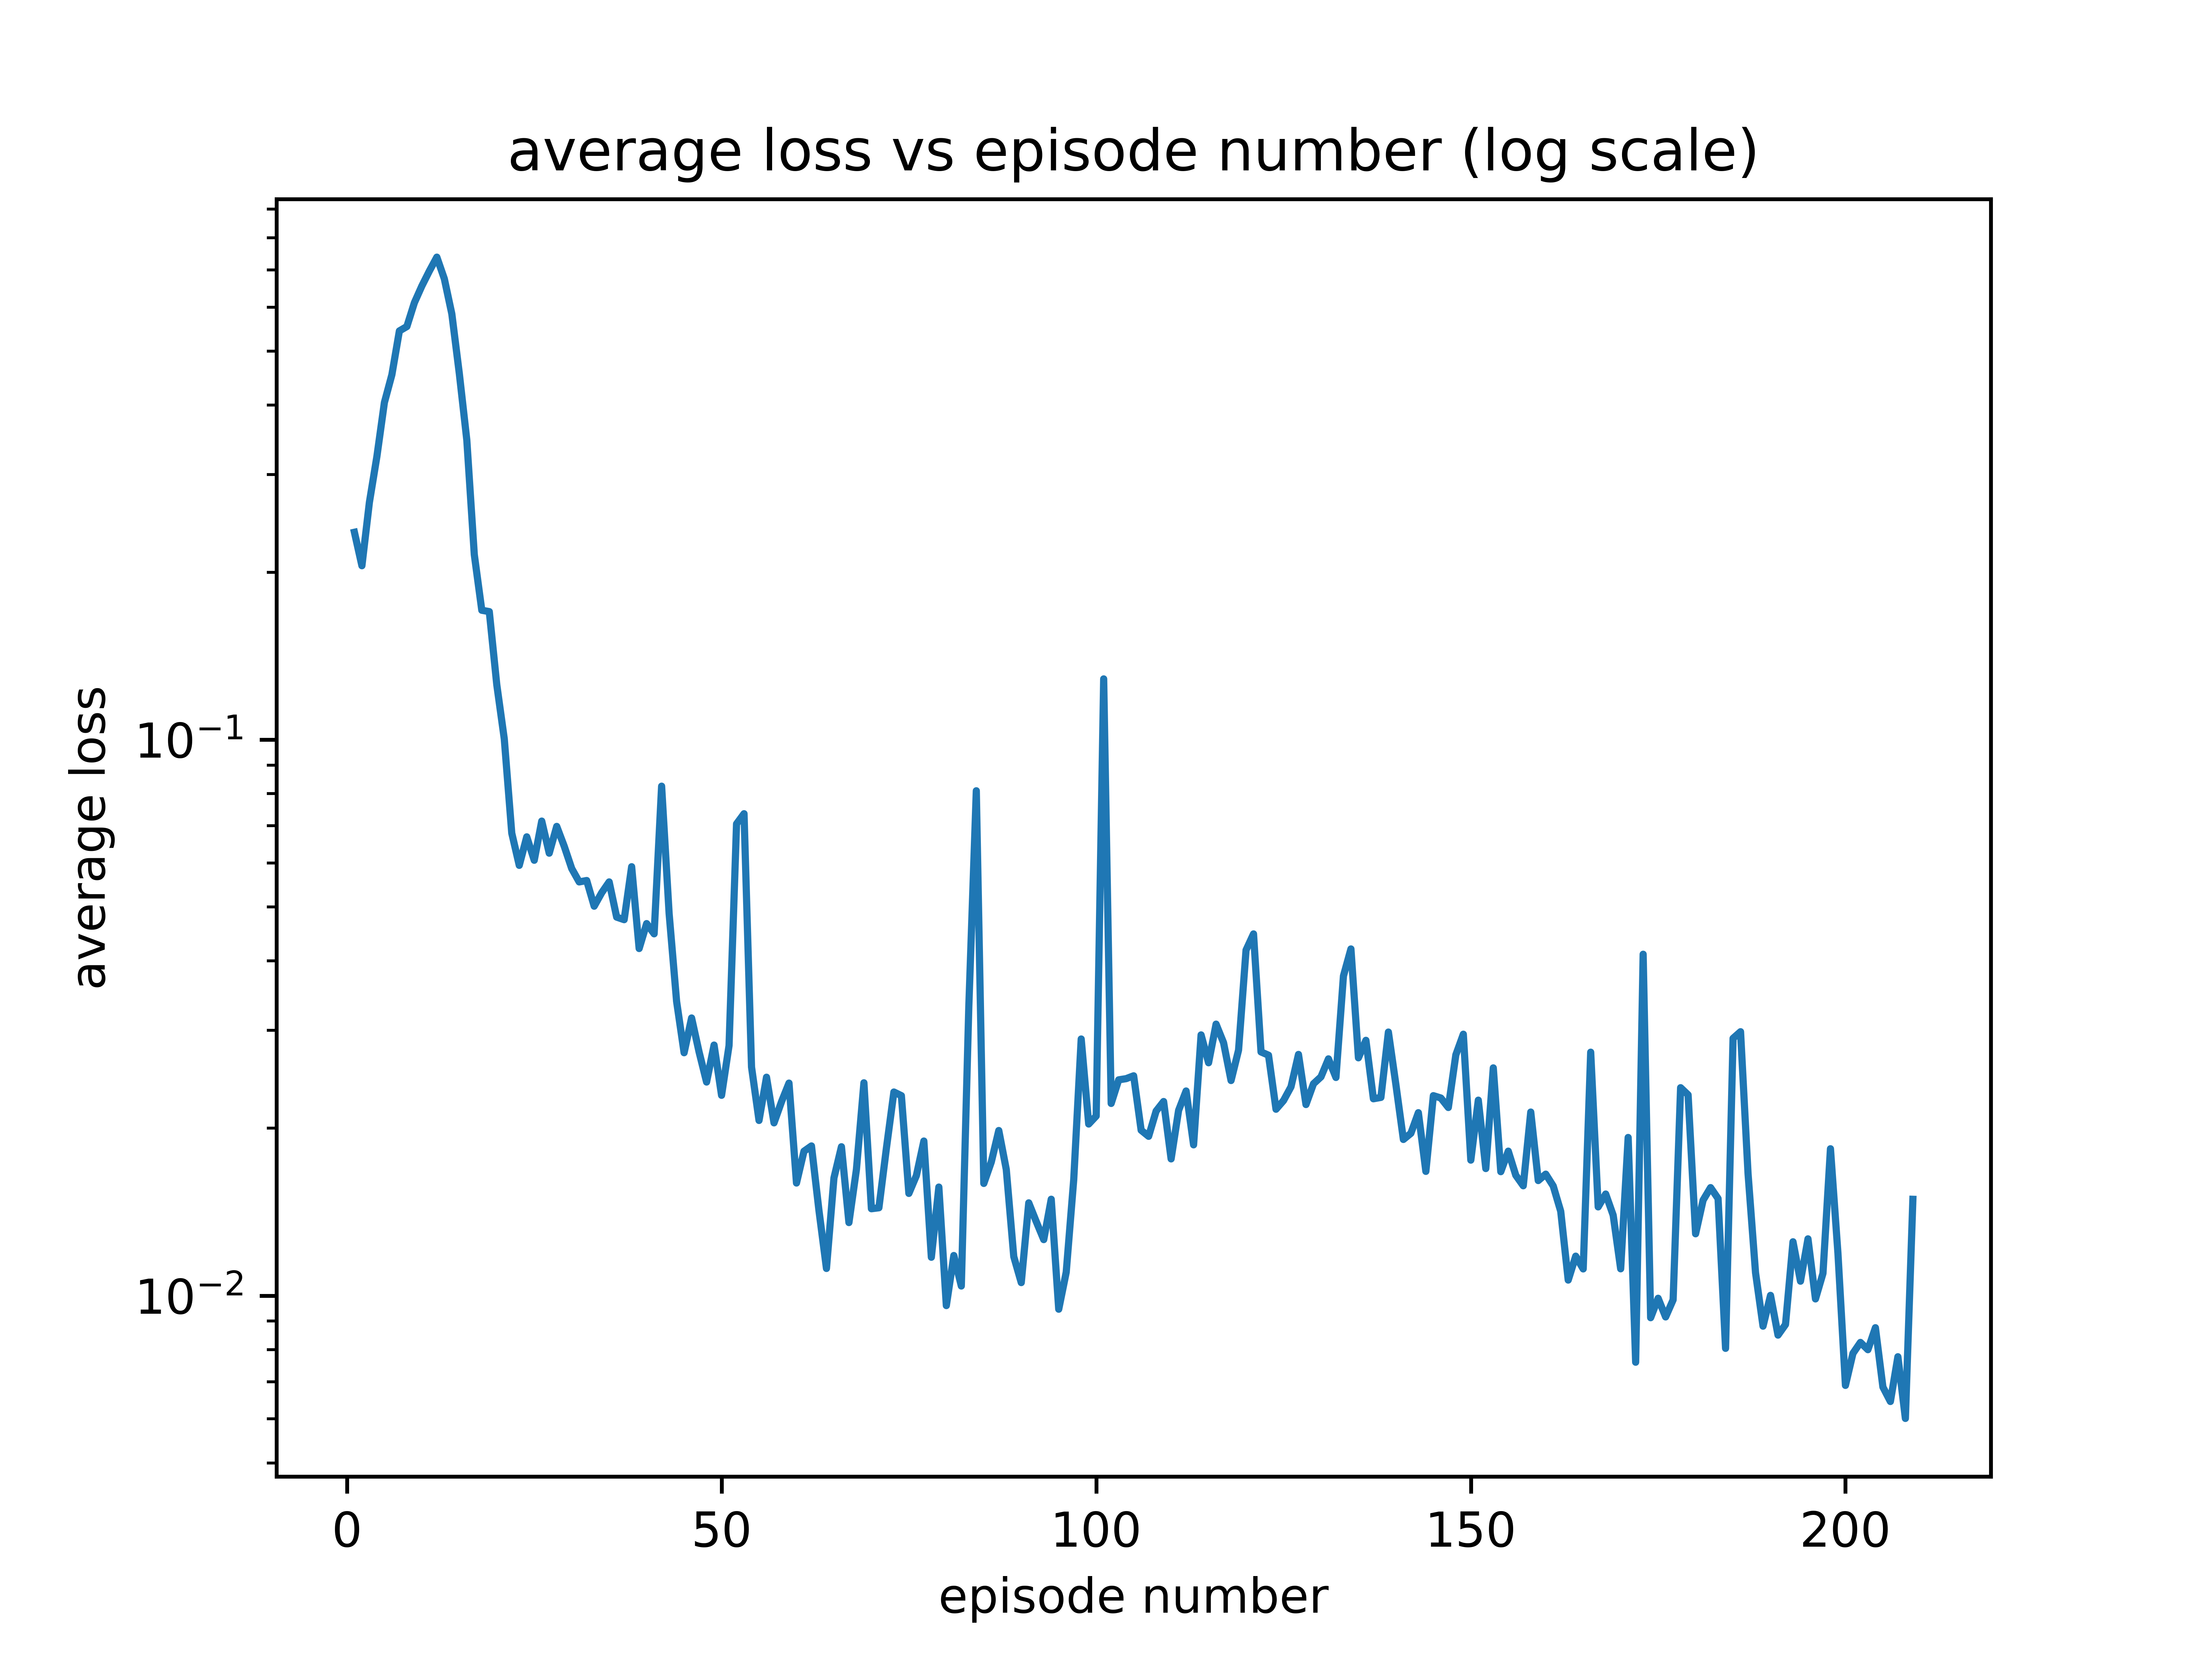 average loss vs episode number (log scale)
average loss
10⁻¹
10⁻²
0 50 100 150 200
episode number